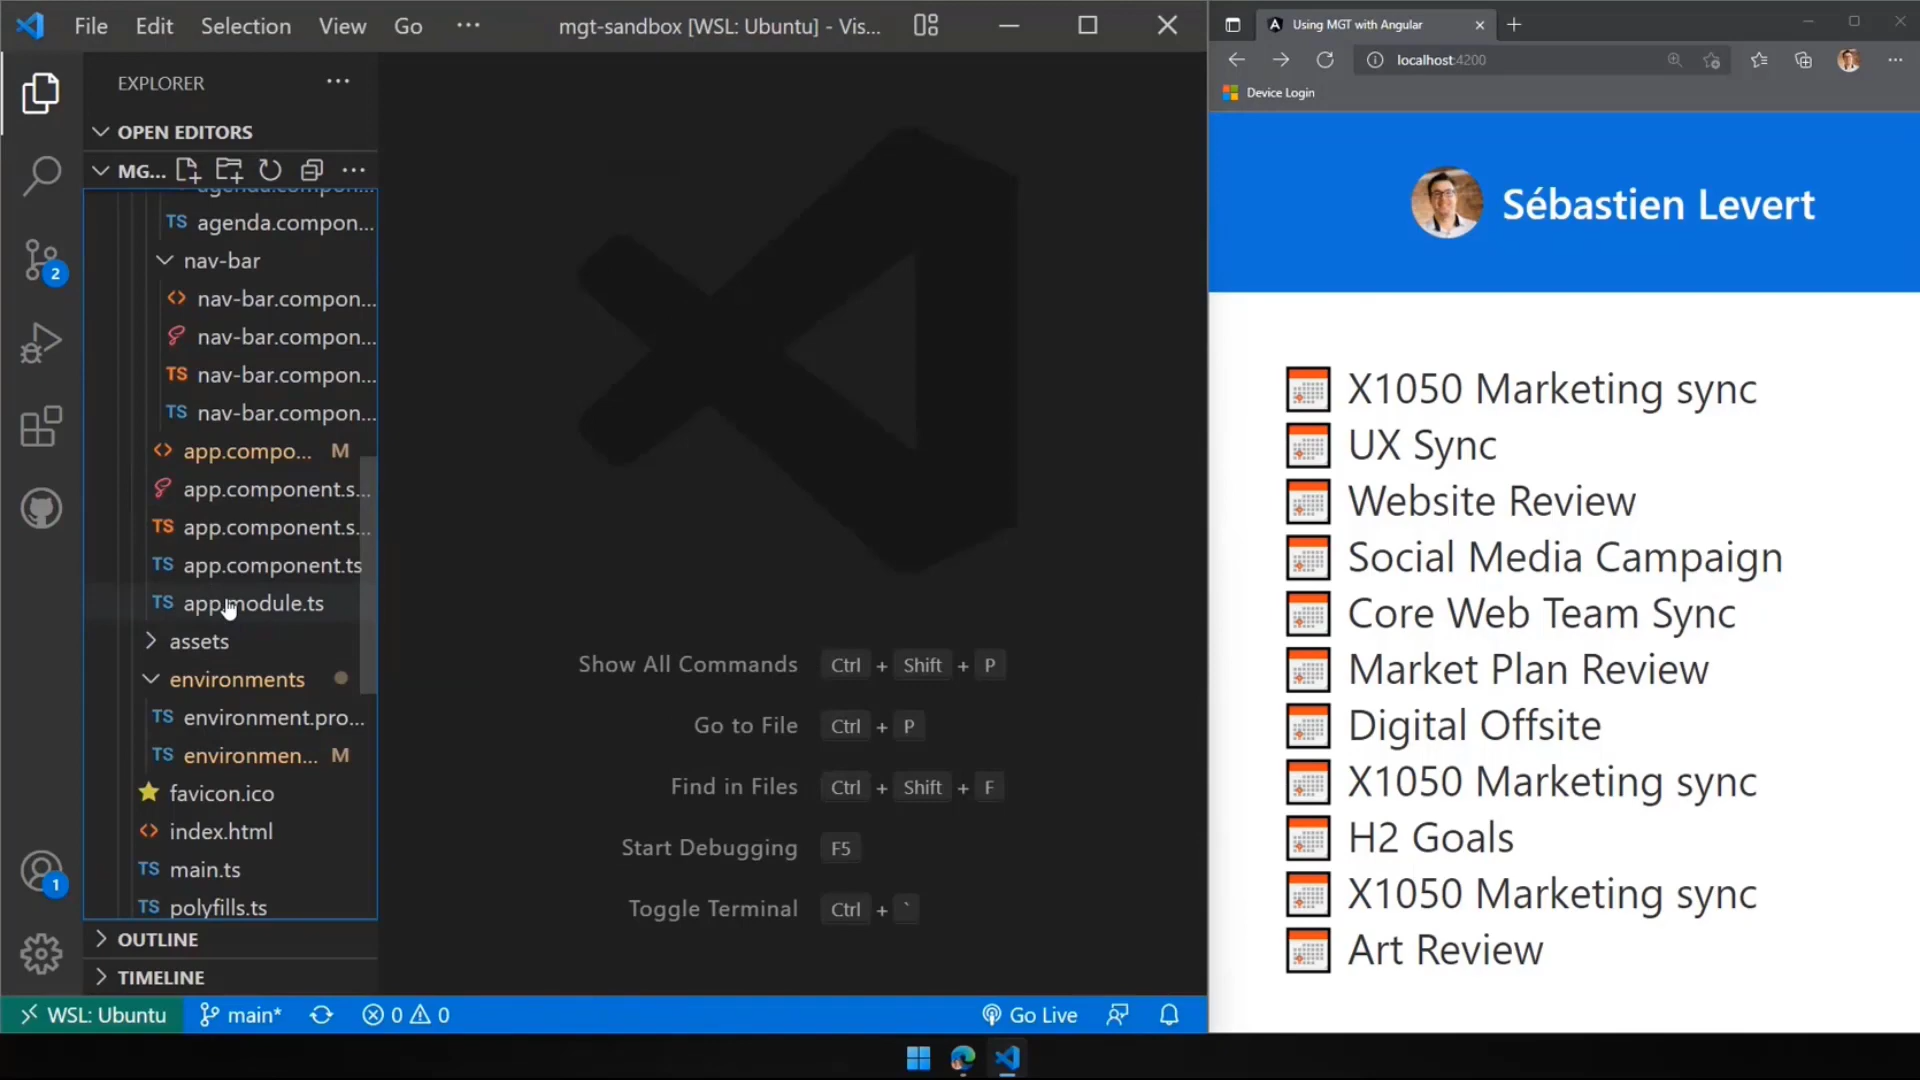 File Edit Selection View Go ··· mgt-sandbox [WSL: Ubuntu] - Vis...
EXPLORER ···
OPEN EDITORS
MG... ···
agenda.compon...
TS agenda.compon...
nav-bar
<> nav-bar.compon...
nav-bar.compon...
TS nav-bar.compon...
TS nav-bar.compon...
<> app.compo... M
app.component.s...
TS app.component.s...
TS app.component.ts
TS app.module.ts
assets
environments
TS environment.pro...
TS environmen... M
favicon.ico
<> index.html
TS main.ts
TS polyfills.ts
OUTLINE
TIMELINE
2
1
Show All Commands Ctrl + Shift + P
Go to File Ctrl + P
Find in Files Ctrl + Shift + F
Start Debugging F5
Toggle Terminal Ctrl + `
WSL: Ubuntu main* 0 0 Go Live
Using MGT with Angular
localhost:4200
Device Login
Sébastien Levert
X1050 Marketing sync
UX Sync
Website Review
Social Media Campaign
Core Web Team Sync
Market Plan Review
Digital Offsite
X1050 Marketing sync
H2 Goals
X1050 Marketing sync
Art Review